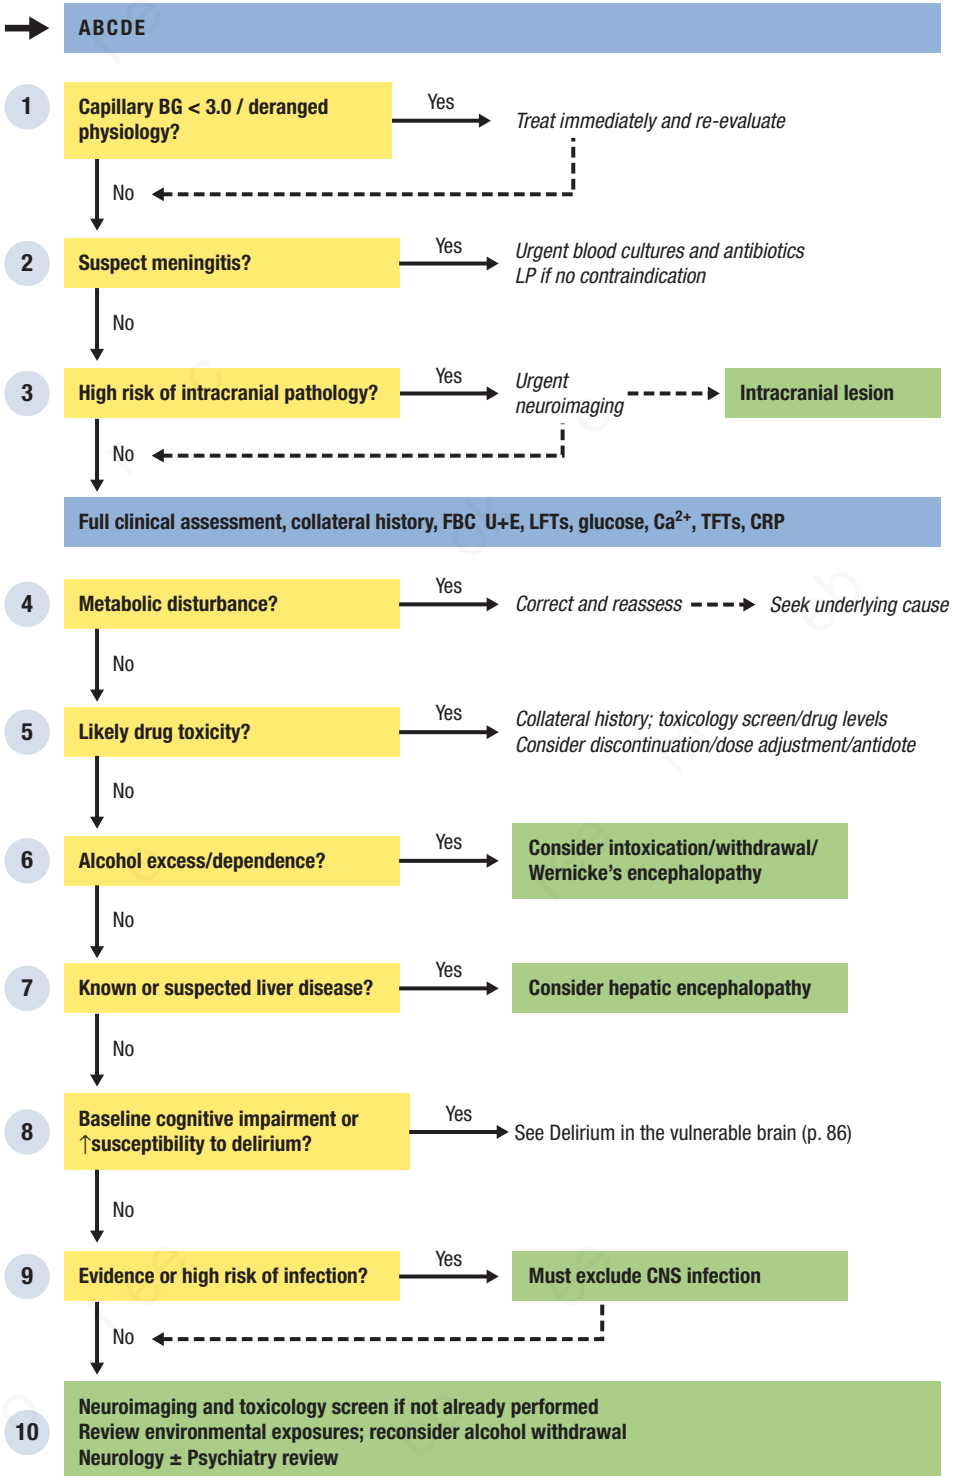 ABCDE
1
Capillary BG < 3.0 / deranged
physiology?
Yes
Treat immediately and re-evaluate
No
2
Suspect meningitis?
Yes
Urgent blood cultures and antibiotics
LP if no contraindication
No
3
High risk of intracranial pathology?
Yes
Urgent
neuroimaging
Intracranial lesion
No
Full clinical assessment, collateral history, FBC U+E, LFTs, glucose, Ca²⁺, TFTs, CRP
4
Metabolic disturbance?
Yes
Correct and reassess
Seek underlying cause
No
5
Likely drug toxicity?
Yes
Collateral history; toxicology screen/drug levels
Consider discontinuation/dose adjustment/antidote
No
6
Alcohol excess/dependence?
Yes
Consider intoxication/withdrawal/
Wernicke's encephalopathy
No
7
Known or suspected liver disease?
Yes
Consider hepatic encephalopathy
No
8
Baseline cognitive impairment or
↑susceptibility to delirium?
Yes
See Delirium in the vulnerable brain (p. 86)
No
9
Evidence or high risk of infection?
Yes
Must exclude CNS infection
No
10
Neuroimaging and toxicology screen if not already performed
Review environmental exposures; reconsider alcohol withdrawal
Neurology ± Psychiatry review